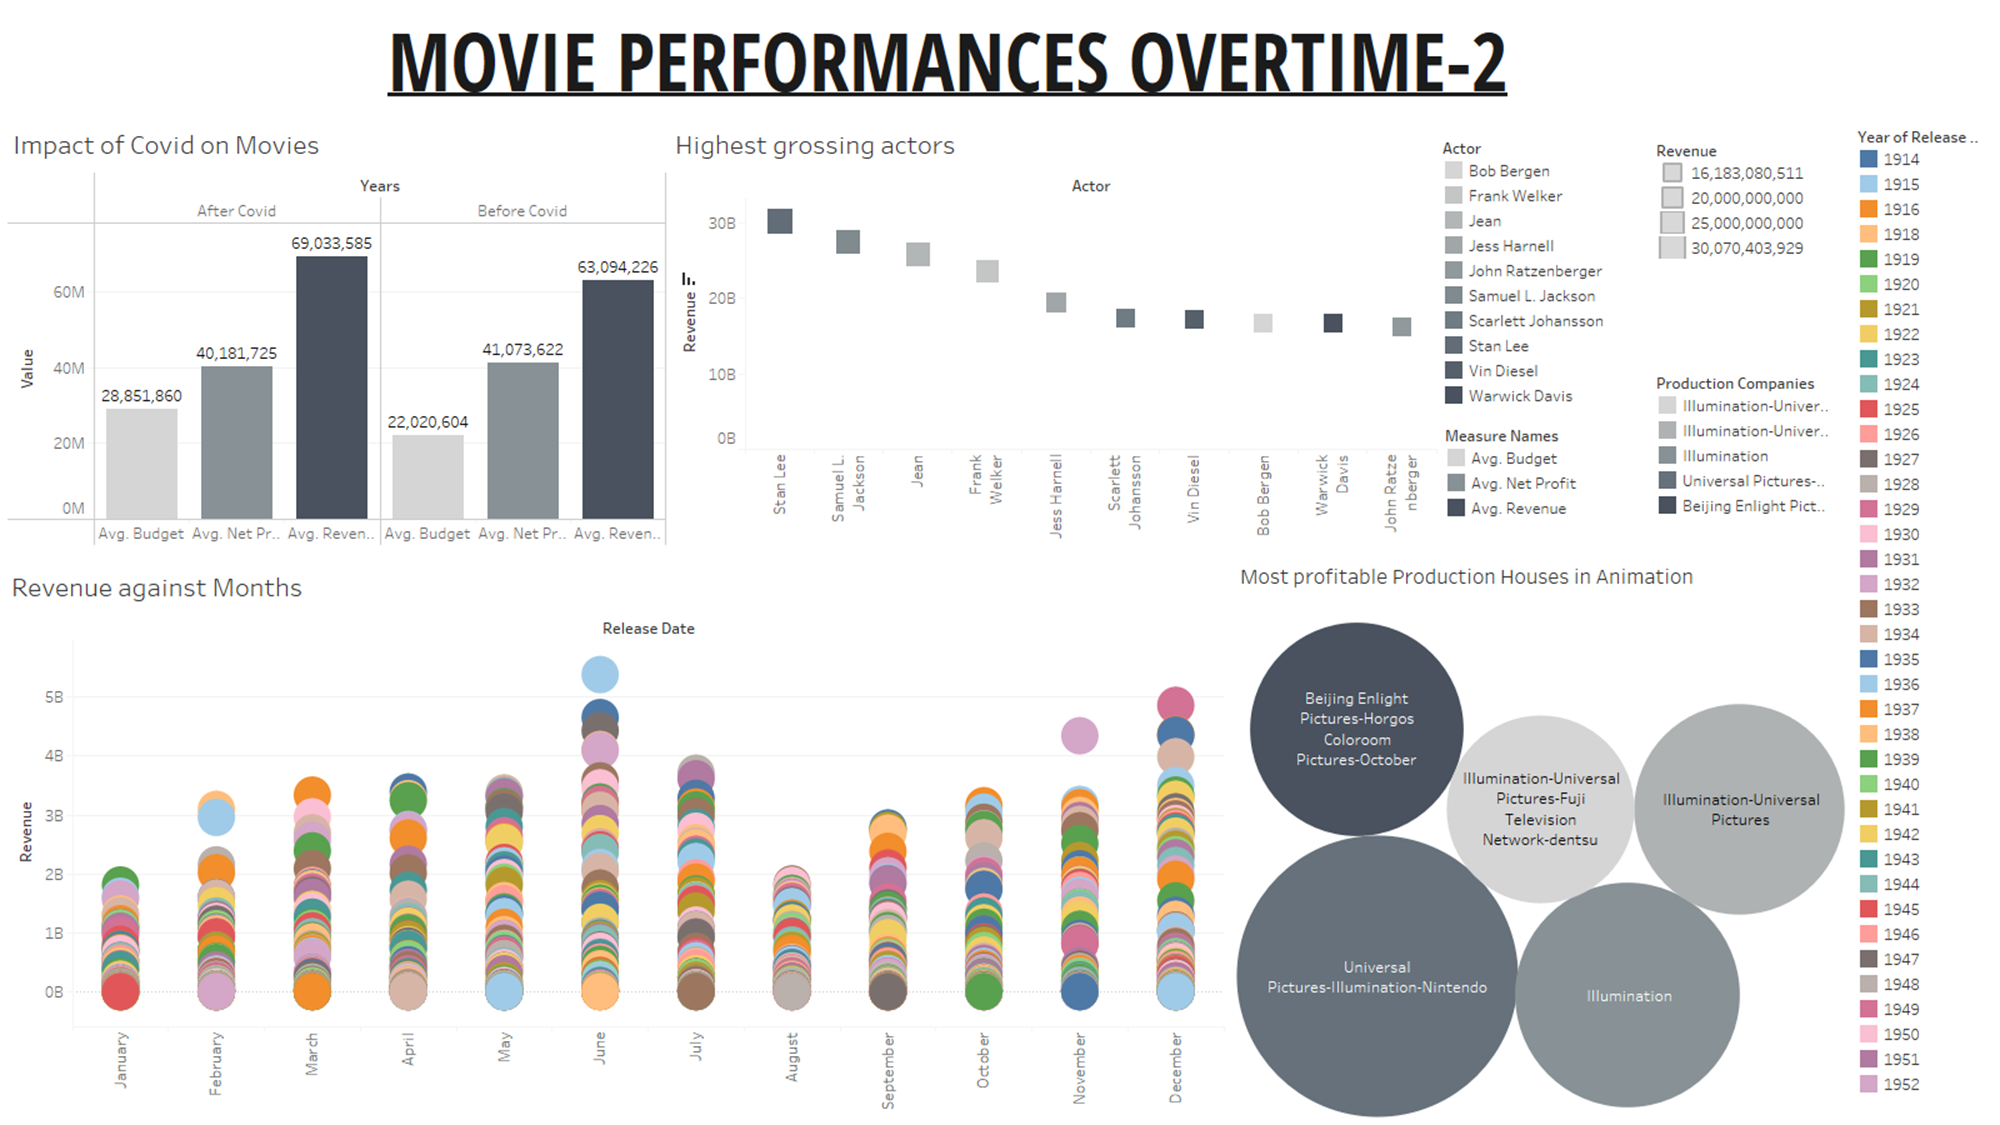 MOVIE PERFORMANCES OVERTIME-2
Impact of Covid on Movies
Years
After Covid
Before Covid
Value
60M
40M
20M
0M
28,851,860
40,181,725
69,033,585
22,020,604
41,073,622
63,094,226
Avg. Budget
Avg. Net Pr..
Avg. Reven..
Avg. Budget
Avg. Net Pr..
Avg. Reven..
Highest grossing actors
Actor
Revenue
30B
20B
10B
0B
Stan Lee
Samuel L.
Jackson
Jean
Frank
Welker
Jess Harnell
Scarlett
Johansson
Vin Diesel
Bob Bergen
Warwick
Davis
John Ratze
nberger
Actor
Bob Bergen
Frank Welker
Jean
Jess Harnell
John Ratzenberger
Samuel L. Jackson
Scarlett Johansson
Stan Lee
Vin Diesel
Warwick Davis
Measure Names
Avg. Budget
Avg. Net Profit
Avg. Revenue
Revenue
16,183,080,511
20,000,000,000
25,000,000,000
30,070,403,929
Production Companies
Illumination-Univer..
Illumination-Univer..
Illumination
Universal Pictures-..
Beijing Enlight Pict..
Year of Release ..
1914
1915
1916
1918
1919
1920
1921
1922
1923
1924
1925
1926
1927
1928
1929
1930
1931
1932
1933
1934
1935
1936
1937
1938
1939
1940
1941
1942
1943
1944
1945
1946
1947
1948
1949
1950
1951
1952
Revenue against Months
Release Date
Revenue
5B
4B
3B
2B
1B
0B
January
February
March
April
May
June
July
August
September
October
November
December
Most profitable Production Houses in Animation
Beijing Enlight
Pictures-Horgos
Coloroom
Pictures-October
Illumination-Universal
Pictures-Fuji
Television
Network-dentsu
Illumination-Universal
Pictures
Universal
Pictures-Illumination-Nintendo
Illumination